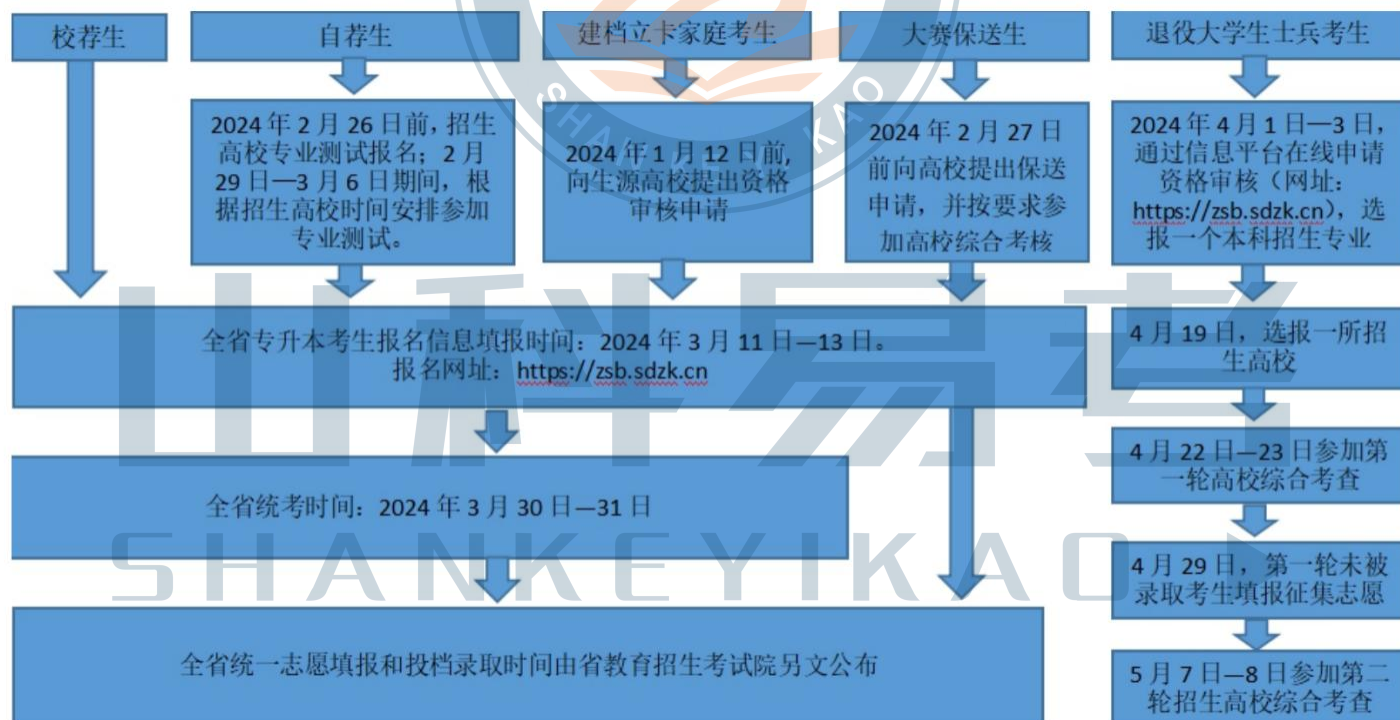 校荐生
自荐生
建档立卡家庭考生
大赛保送生
退役大学生士兵考生
2024年2月26日前，招生
高校专业测试报名；2月
29日—3月6日期间，根
据招生高校时间安排参加
专业测试。
2024年1月12日前，
向生源高校提出资格
审核申请
2024年2月27日
前向高校提出保送
申请，并按要求参
加高校综合考核
2024年4月1日—3日，
通过信息平台在线申请
资格审核（网址：
https://zsb.sdzk.cn），选
报一个本科招生专业
全省专升本考生报名信息填报时间：2024年3月11日—13日。
报名网址：https://zsb.sdzk.cn
4月19日，选报一所招
生高校
4月22日—23日参加第
一轮高校综合考查
全省统考时间：2024年3月30日—31日
4月29日，第一轮未被
录取考生填报征集志愿
全省统一志愿填报和投档录取时间由省教育招生考试院另文公布
5月7日—8日参加第二
轮招生高校综合考查
SHAN KE YI KAO
山科易考
SHANKEYIKAO